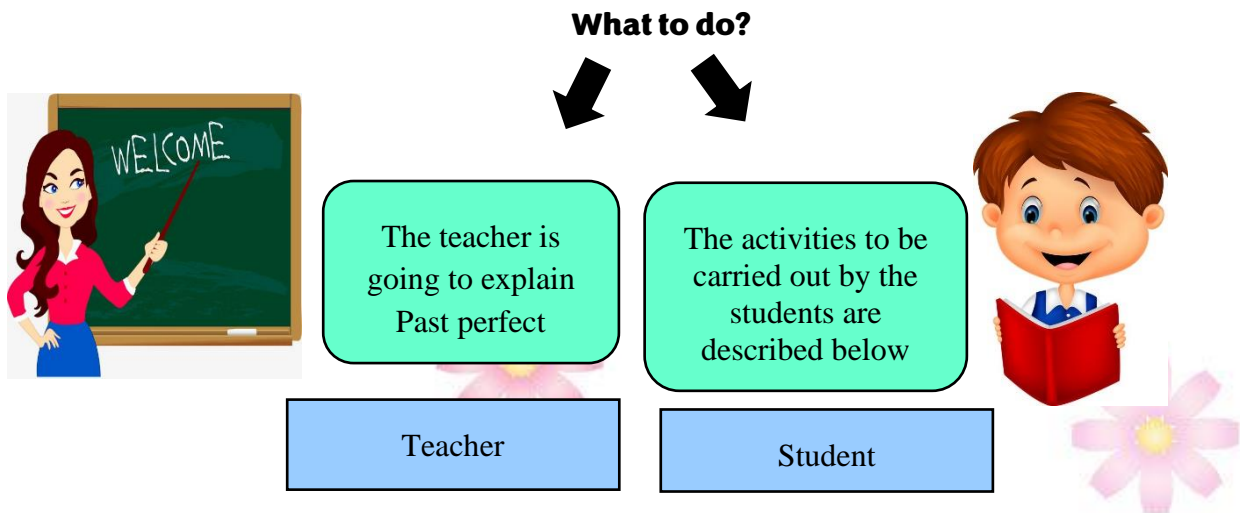 What to do?
WELCOME
The teacher is
going to explain
Past perfect
The activities to be
carried out by the
students are
described below
Teacher
Student